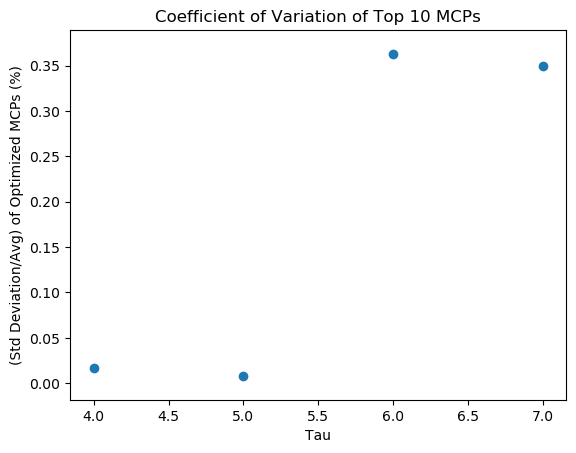 Coefficient of Variation of Top 10 MCPs
(Std Deviation/Avg) of Optimized MCPs (%)
0.35
0.30
0.25
0.20
0.15
0.10
0.05
0.00
4.0 4.5 5.0 5.5 6.0 6.5 7.0
Tau